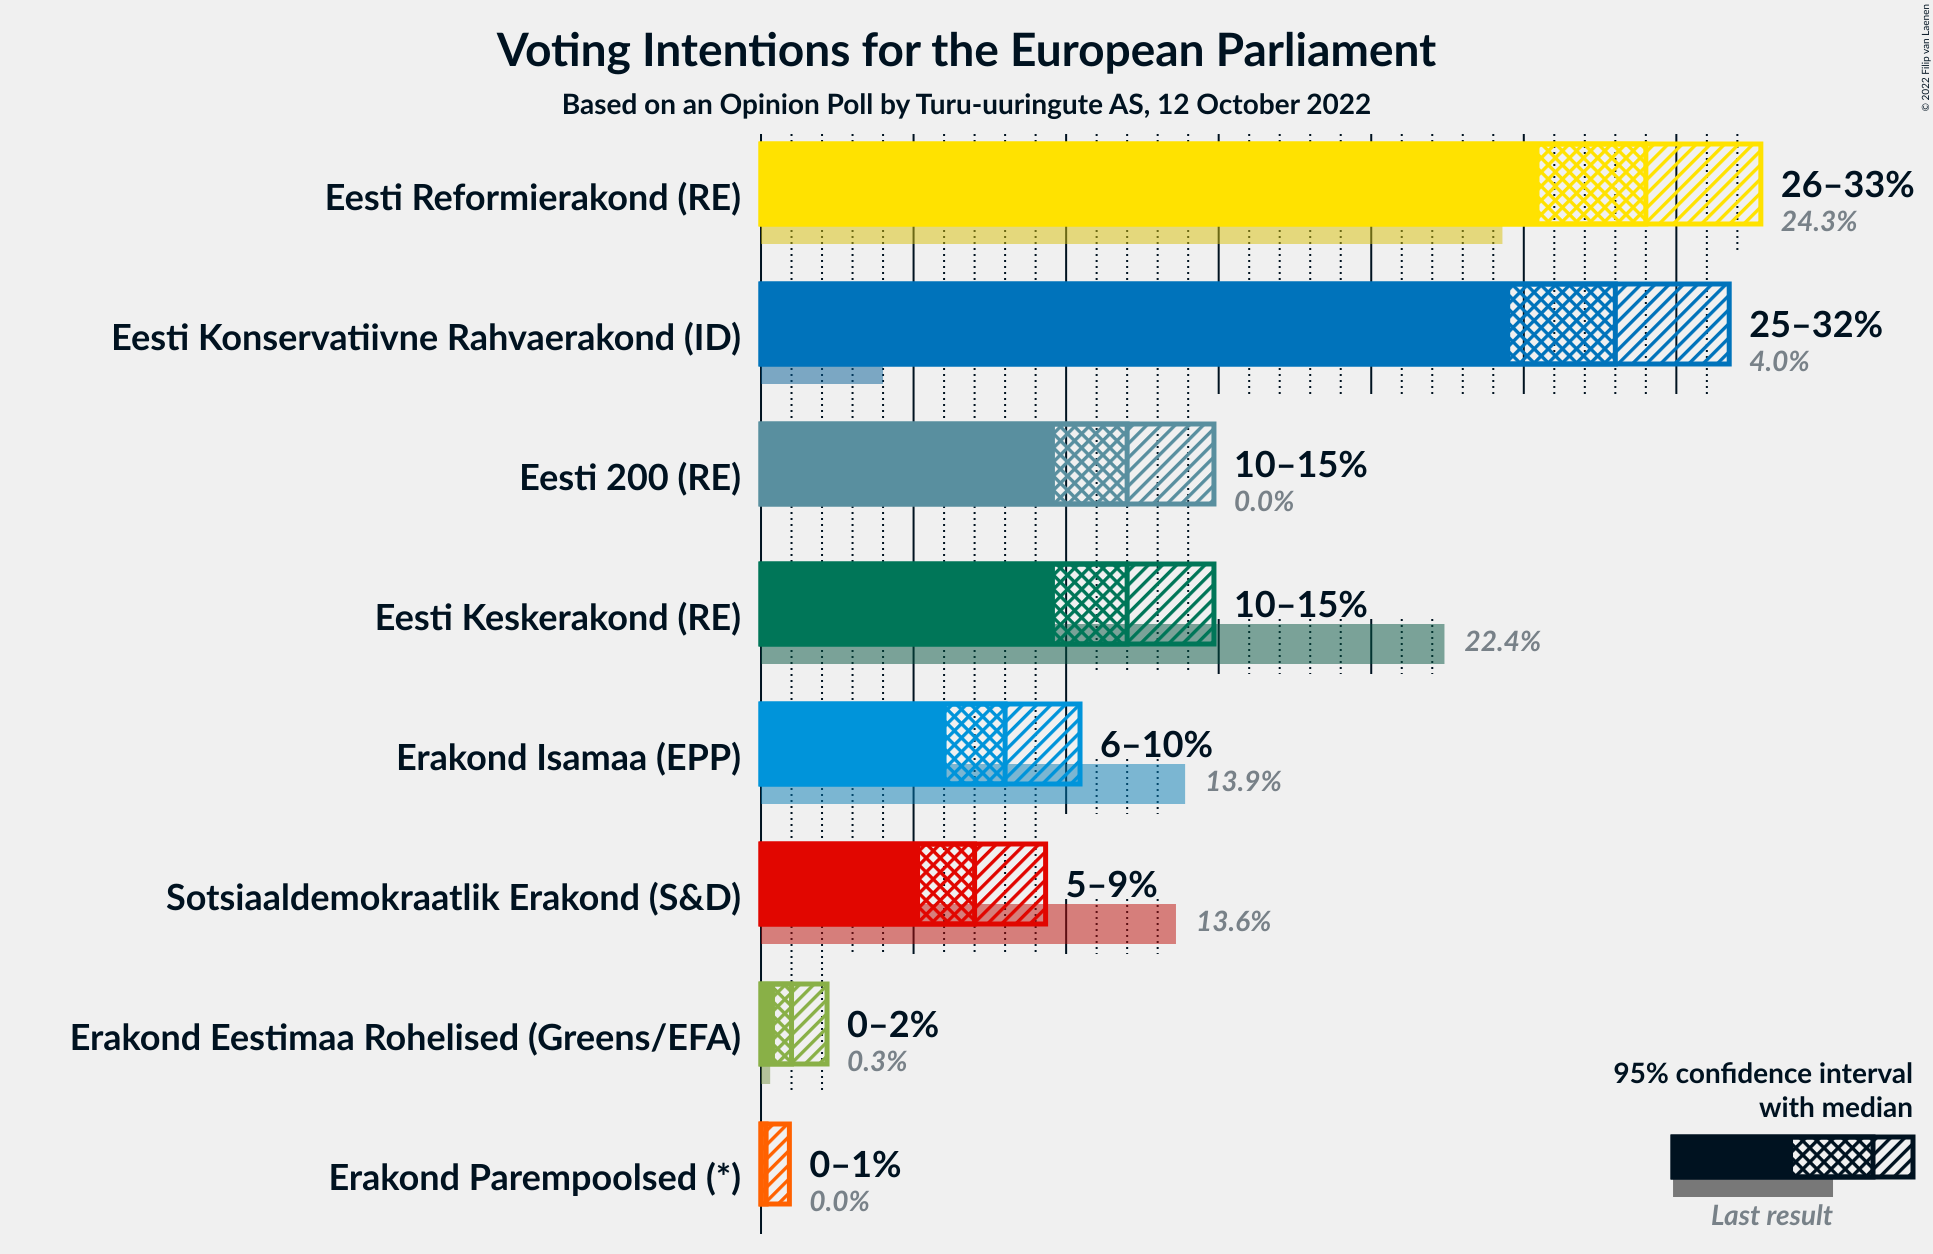 Voting Intentions for the European Parliament
Based on an Opinion Poll by Turu-uuringute AS, 12 October 2022
© 2022 Filip van Laenen
Eesti Reformierakond (RE)
26–33%
24.3%
Eesti Konservatiivne Rahvaerakond (ID)
25–32%
4.0%
Eesti 200 (RE)
10–15%
0.0%
Eesti Keskerakond (RE)
10–15%
22.4%
Erakond Isamaa (EPP)
6–10%
13.9%
Sotsiaaldemokraatlik Erakond (S&D)
5–9%
13.6%
Erakond Eestimaa Rohelised (Greens/EFA)
0–2%
0.3%
Erakond Parempoolsed (*)
0–1%
0.0%
95% confidence interval
with median
Last result